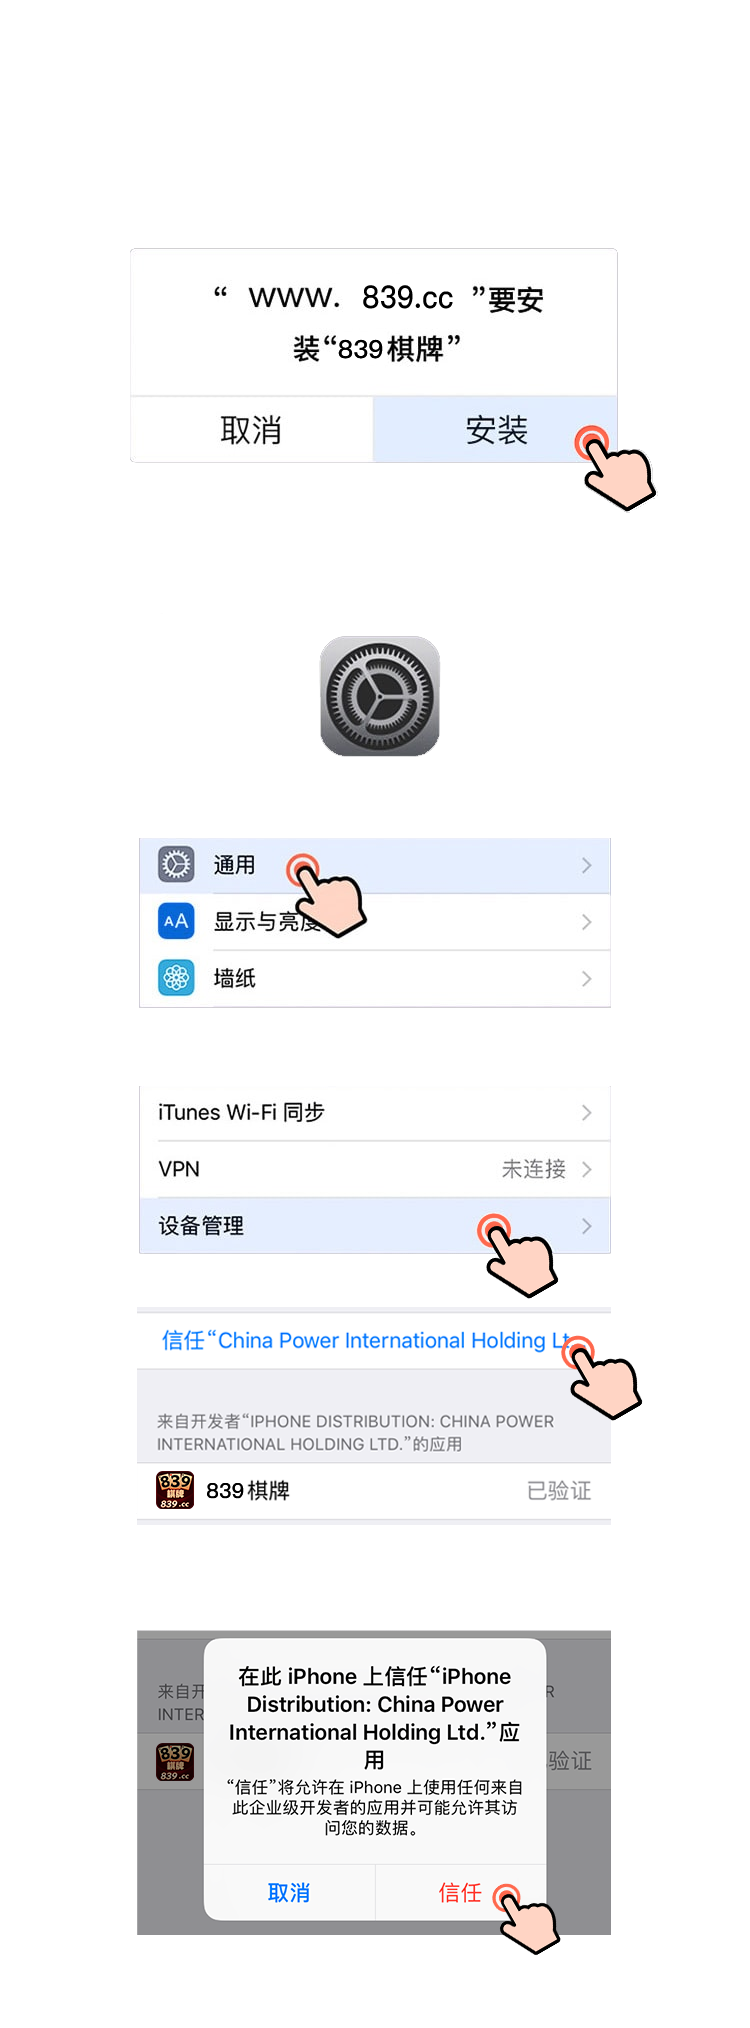 “ WWW. 839.cc ”要安
装“839棋牌”
取消
安装
通用
AA
显示与亮度
墙纸
iTunes Wi-Fi 同步
VPN
未连接
设备管理
信任“China Power International Holding Lt
来自开发者“IPHONE DISTRIBUTION: CHINA POWER
INTERNATIONAL HOLDING LTD.”的应用
839
棋牌
839.cc
839棋牌
已验证
在此 iPhone 上信任“iPhone
Distribution: China Power
International Holding Ltd.”应
用
“信任”将允许在 iPhone 上使用任何来自
此企业级开发者的应用并可能允许其访
问您的数据。
来自开
R
INTER
839
棋牌
839.cc
验证
取消
信任